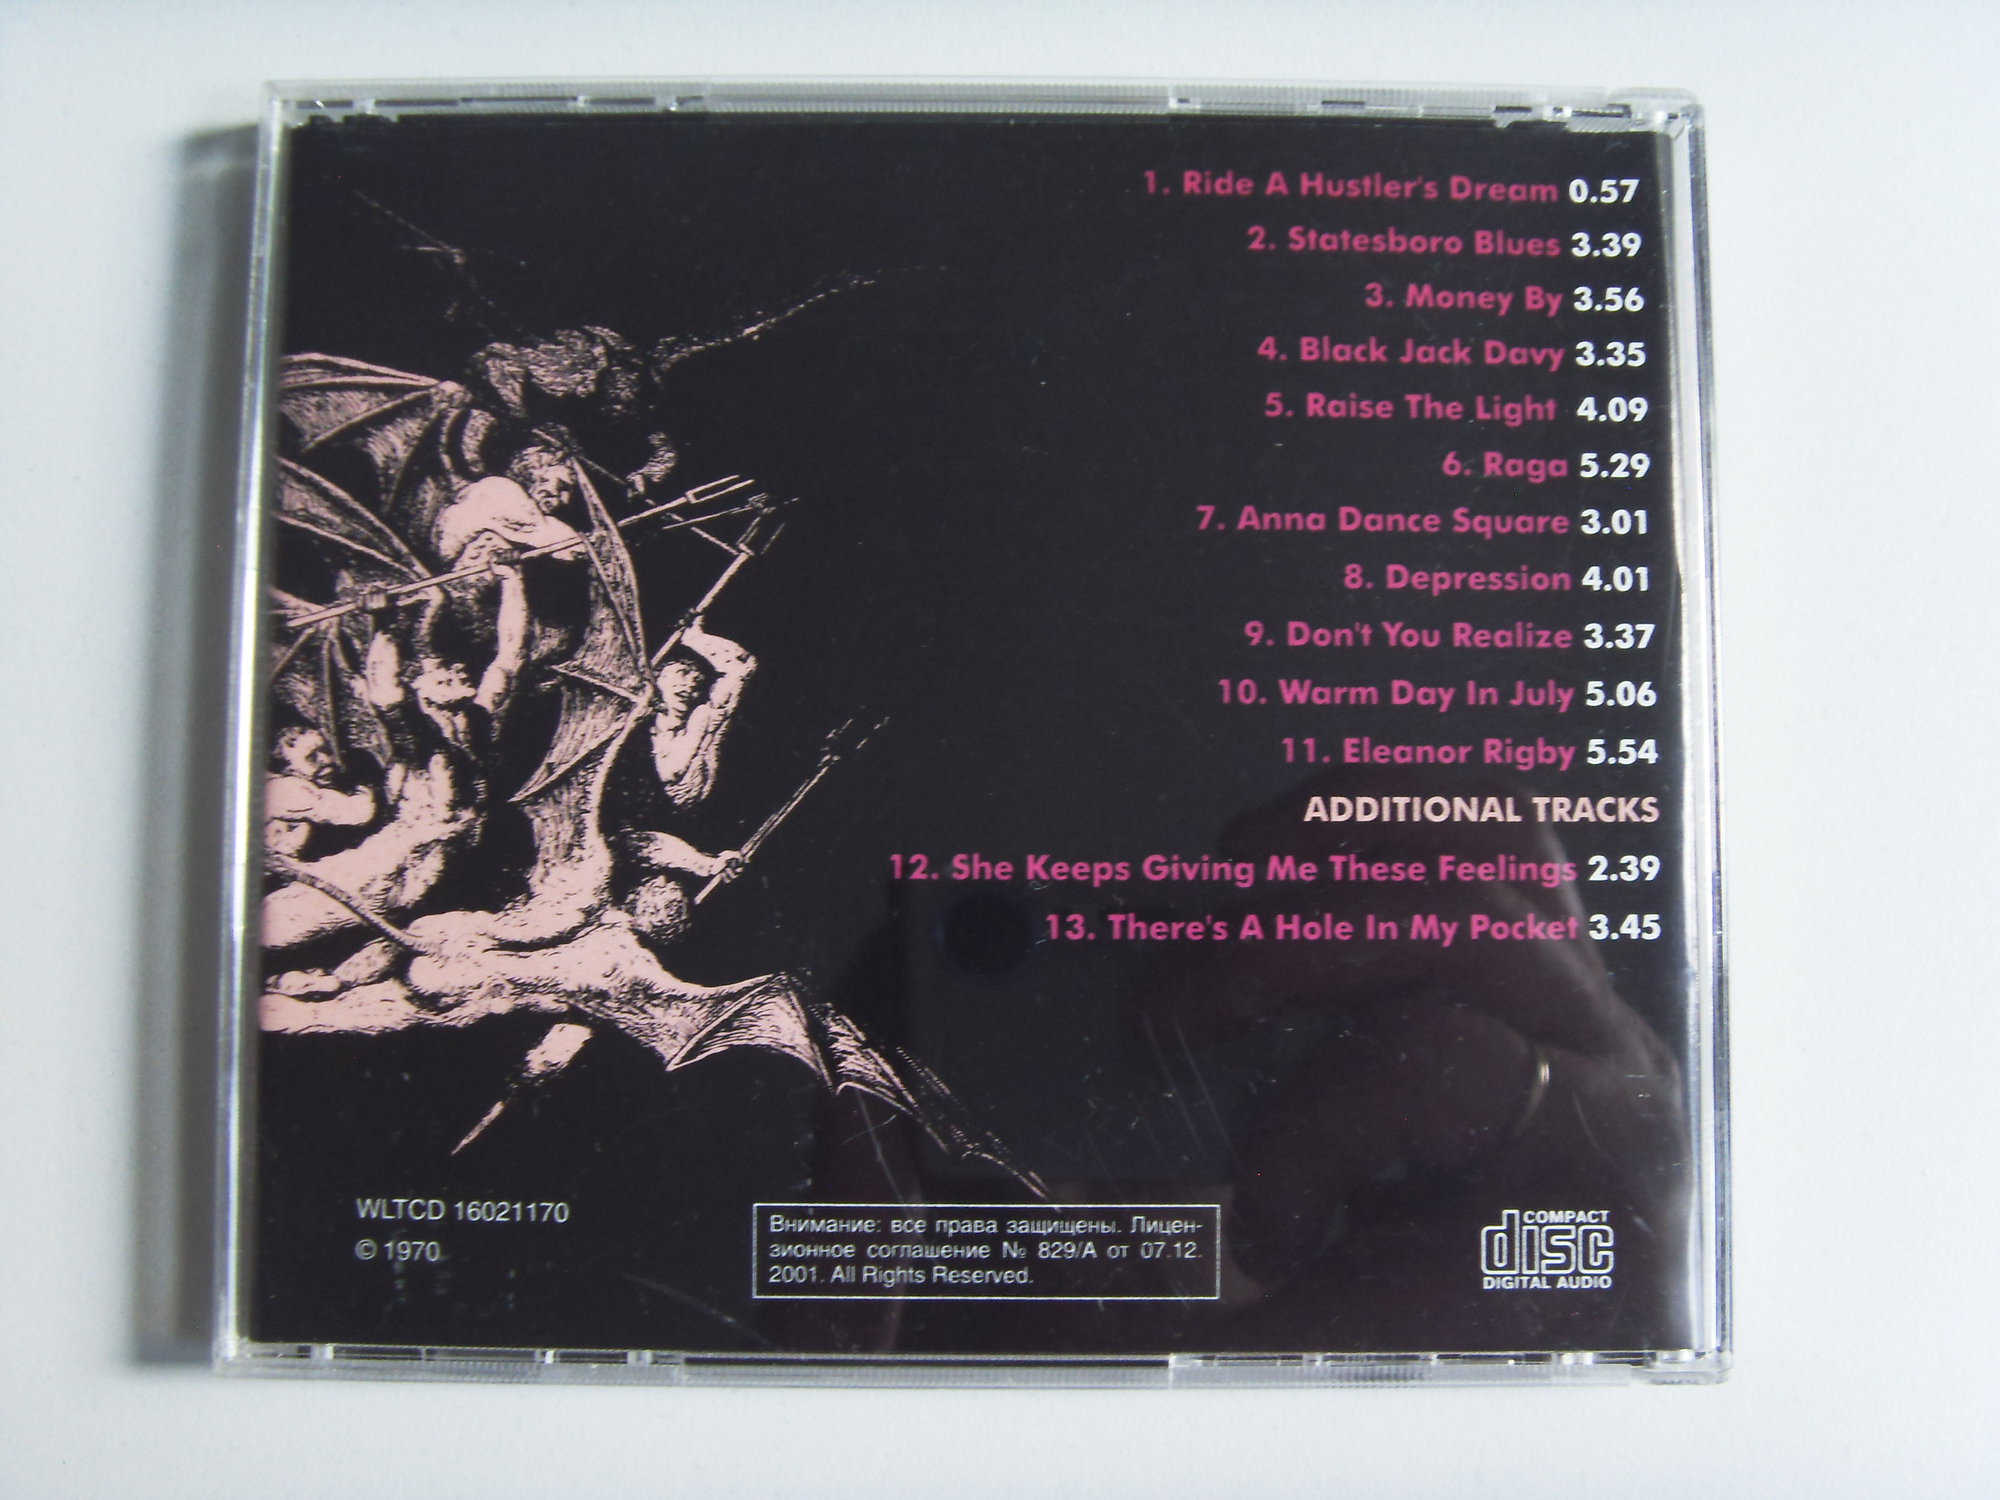 1. Ride A Hustler's Dream 0.57
2. Statesboro Blues 3.39
3. Money By 3.56
4. Black Jack Davy 3.35
5. Raise The Light 4.09
6. Raga 5.29
7. Anna Dance Square 3.01
8. Depression 4.01
9. Don't You Realize 3.37
10. Warm Day In July 5.06
11. Eleanor Rigby 5.54
ADDITIONAL TRACKS
12. She Keeps Giving Me These Feelings 2.39
13. There's A Hole In My Pocket 3.45
WLTCD 16021170
© 1970
Внимание: все права защищены. Лицен-
зионное соглашение № 829/А от 07.12.
2001. All Rights Reserved.
COMPACT
disc
DIGITAL AUDIO